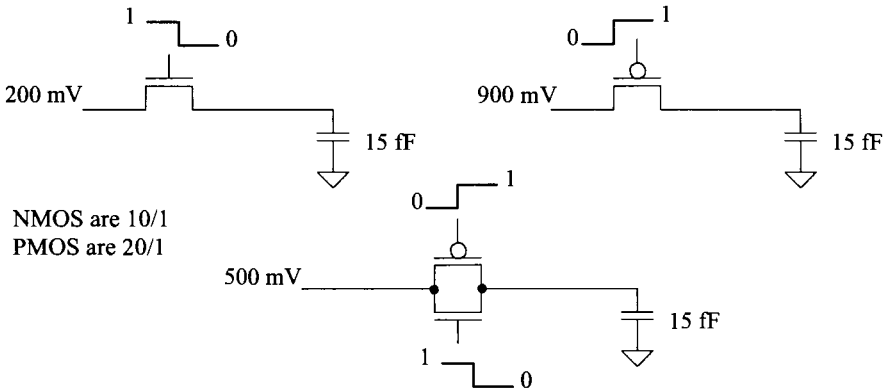 1
0
200 mV
15 fF
1
0
900 mV
15 fF
NMOS are 10/1
PMOS are 20/1
1
0
500 mV
15 fF
1
0